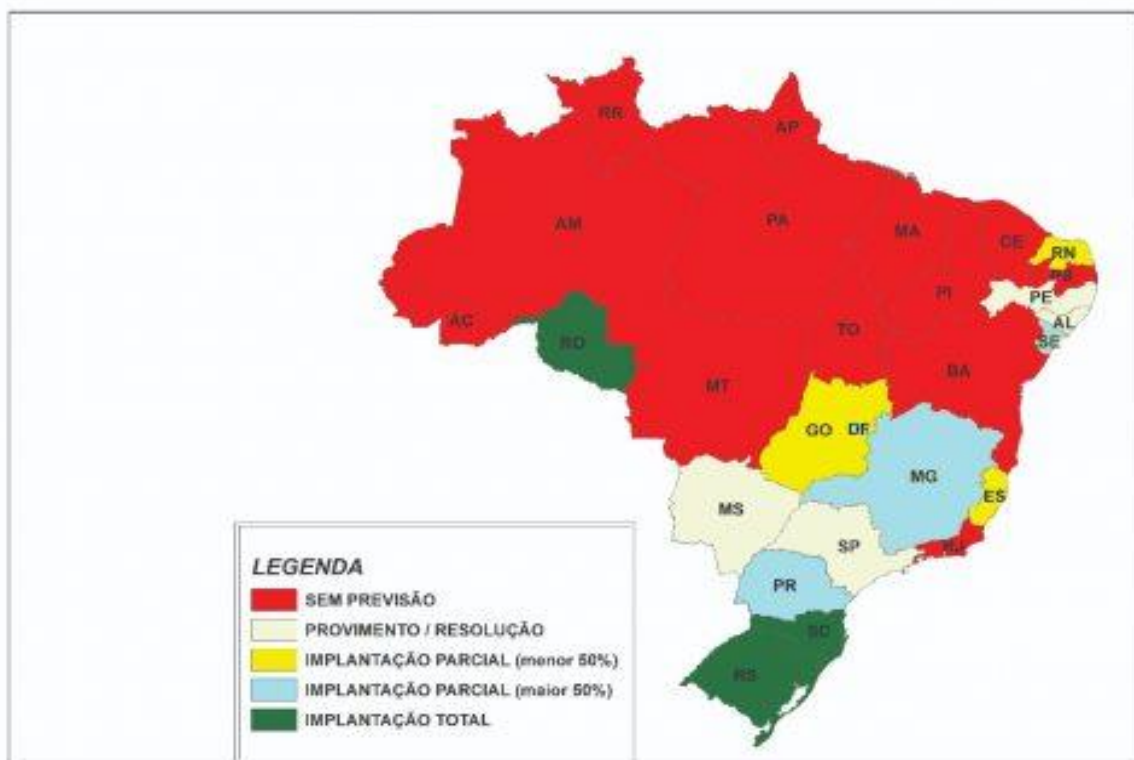 RR
AP
AM
PA
MA
CE
RN
PB
PI
PE
AC
TO
AL
RO
SE
BA
MT
GO
DF
MG
ES
MS
SP
RJ
PR
SC
RS
LEGENDA
SEM PREVISÃO
PROVIMENTO / RESOLUÇÃO
IMPLANTAÇÃO PARCIAL (menor 50%)
IMPLANTAÇÃO PARCIAL (maior 50%)
IMPLANTAÇÃO TOTAL